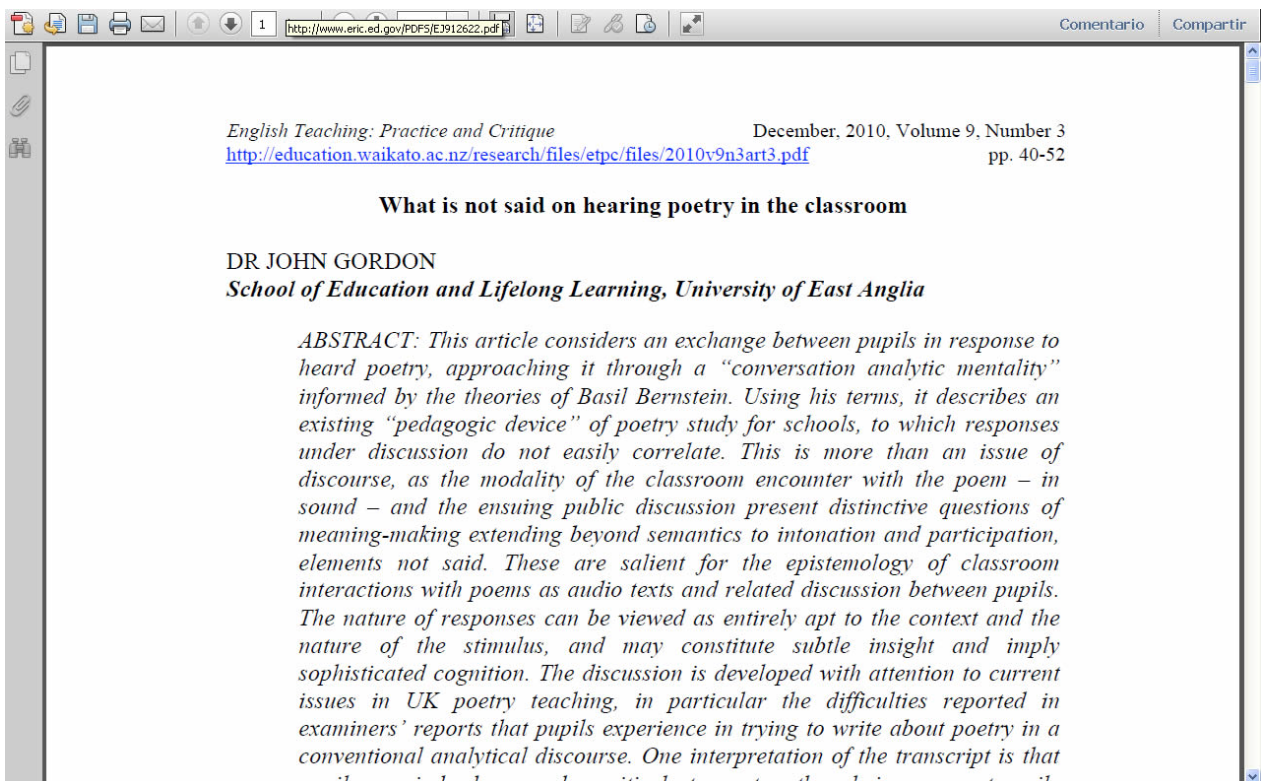 1
http://www.eric.ed.gov/PDFS/EJ912622.pdf
Comentario Compartir
English Teaching: Practice and Critique December, 2010, Volume 9, Number 3
http://education.waikato.ac.nz/research/files/etpc/files/2010v9n3art3.pdf pp. 40-52
What is not said on hearing poetry in the classroom
DR JOHN GORDON
School of Education and Lifelong Learning, University of East Anglia
ABSTRACT: This article considers an exchange between pupils in response to
heard poetry, approaching it through a “conversation analytic mentality”
informed by the theories of Basil Bernstein. Using his terms, it describes an
existing “pedagogic device” of poetry study for schools, to which responses
under discussion do not easily correlate. This is more than an issue of
discourse, as the modality of the classroom encounter with the poem – in
sound – and the ensuing public discussion present distinctive questions of
meaning-making extending beyond semantics to intonation and participation,
elements not said. These are salient for the epistemology of classroom
interactions with poems as audio texts and related discussion between pupils.
The nature of responses can be viewed as entirely apt to the context and the
nature of the stimulus, and may constitute subtle insight and imply
sophisticated cognition. The discussion is developed with attention to current
issues in UK poetry teaching, in particular the difficulties reported in
examiners’ reports that pupils experience in trying to write about poetry in a
conventional analytical discourse. One interpretation of the transcript is that